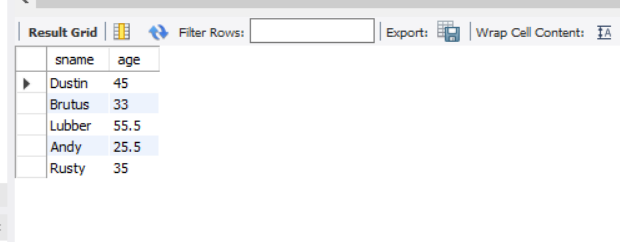 Result Grid Filter Rows: Export: Wrap Cell Content: IA
sname age
Dustin 45
Brutus 33
Lubber 55.5
Andy 25.5
Rusty 35